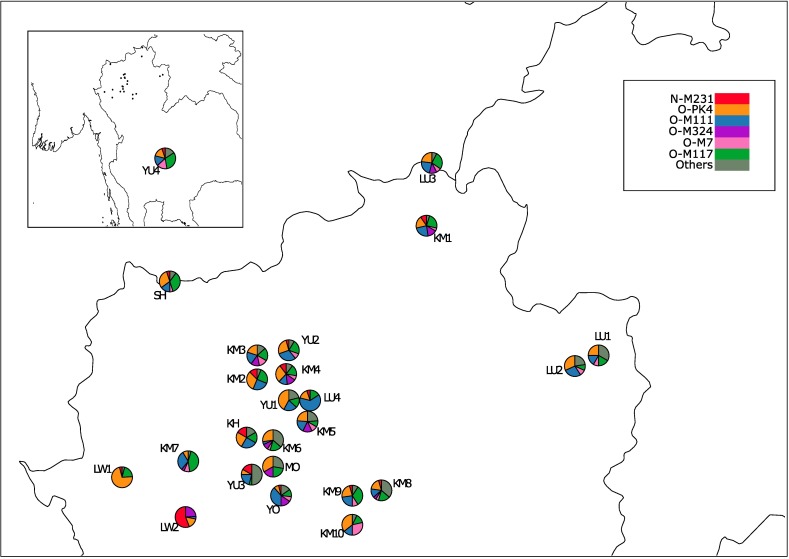 YU4
N-M231
O-PK4
O-M111
O-M324
O-M7
O-M117
Others
LU3
KM1
SH
YU2
KM3
LU1
LU2
KM4
KM2
YU1
LU4
KH
KM5
KM6
KM7
LW1
MO
YU3
KM8
KM9
YO
LW2
KM10